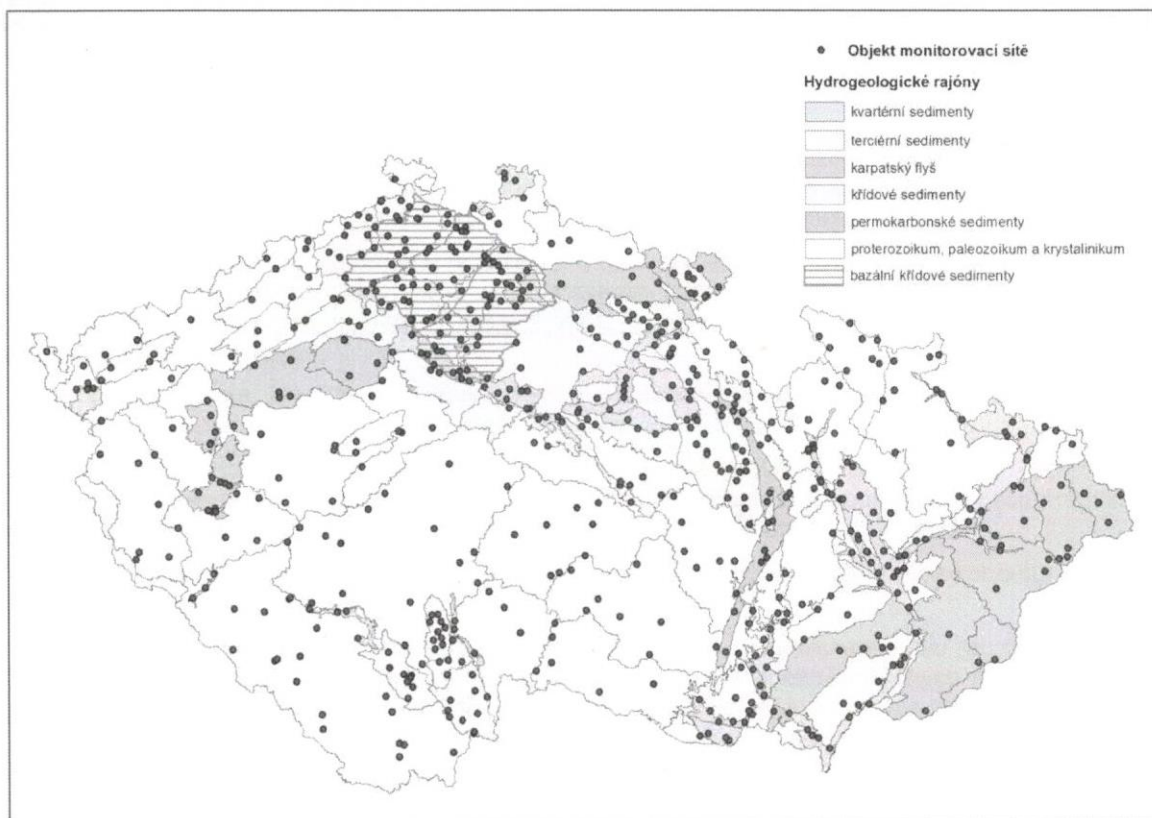 Objekt monitorovací sítě
Hydrogeologické rajóny
kvartérní sedimenty
terciérní sedimenty
karpatský flyš
křídové sedimenty
permokarbonské sedimenty
proterozoikum, paleozoikum a krystalinikum
bazální křídové sedimenty